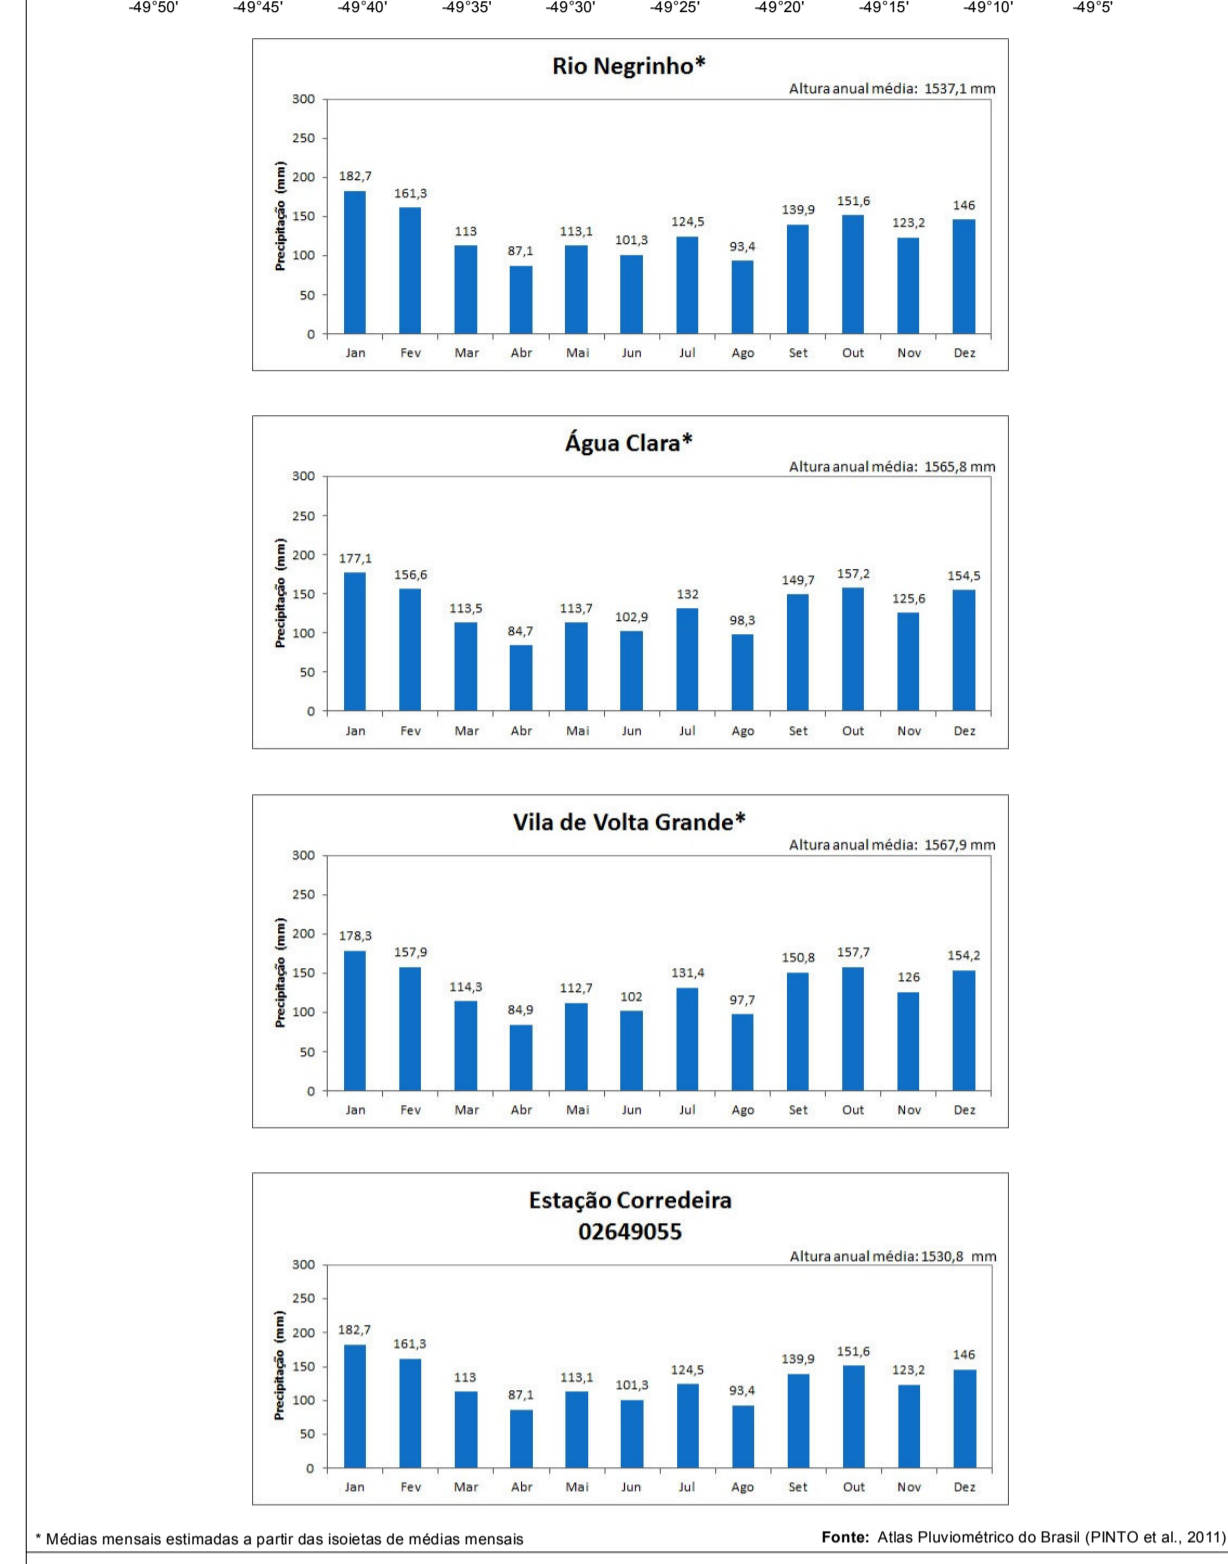 -49°50' -49°45' -49°40' -49°35' -49°30' -49°25' -49°20' -49°15' -49°10' -49°5'
Rio Negrinho*
Altura anual média: 1537,1 mm
Precipitação (mm)
300
250
200
150
100
50
0
182,7 161,3 113 87,1 113,1 101,3 124,5 93,4 139,9 151,6 123,2 146
Jan Fev Mar Abr Mai Jun Jul Ago Set Out Nov Dez
Água Clara*
Altura anual média: 1565,8 mm
Precipitação (mm)
300
250
200
150
100
50
0
177,1 156,6 113,5 84,7 113,7 102,9 132 98,3 149,7 157,2 125,6 154,5
Jan Fev Mar Abr Mai Jun Jul Ago Set Out Nov Dez
Vila de Volta Grande*
Altura anual média: 1567,9 mm
Precipitação (mm)
300
250
200
150
100
50
0
178,3 157,9 114,3 84,9 112,7 102 131,4 97,7 150,8 157,7 126 154,2
Jan Fev Mar Abr Mai Jun Jul Ago Set Out Nov Dez
Estação Corredeira
02649055
Altura anual média: 1530,8 mm
Precipitação (mm)
300
250
200
150
100
50
0
182,7 161,3 113 87,1 113,1 101,3 124,5 93,4 139,9 151,6 123,2 146
Jan Fev Mar Abr Mai Jun Jul Ago Set Out Nov Dez
* Médias mensais estimadas a partir das isoietas de médias mensais
Fonte: Atlas Pluviométrico do Brasil (PINTO et al., 2011)